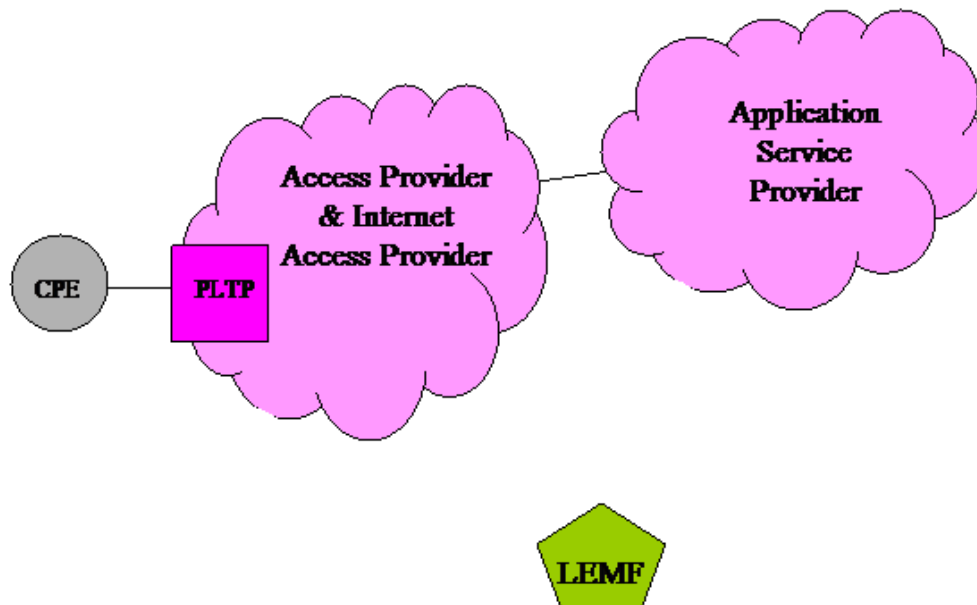 Application
Service
Provider
Access Provider
& Internet
Access Provider
CPE
PLTP
LEMF